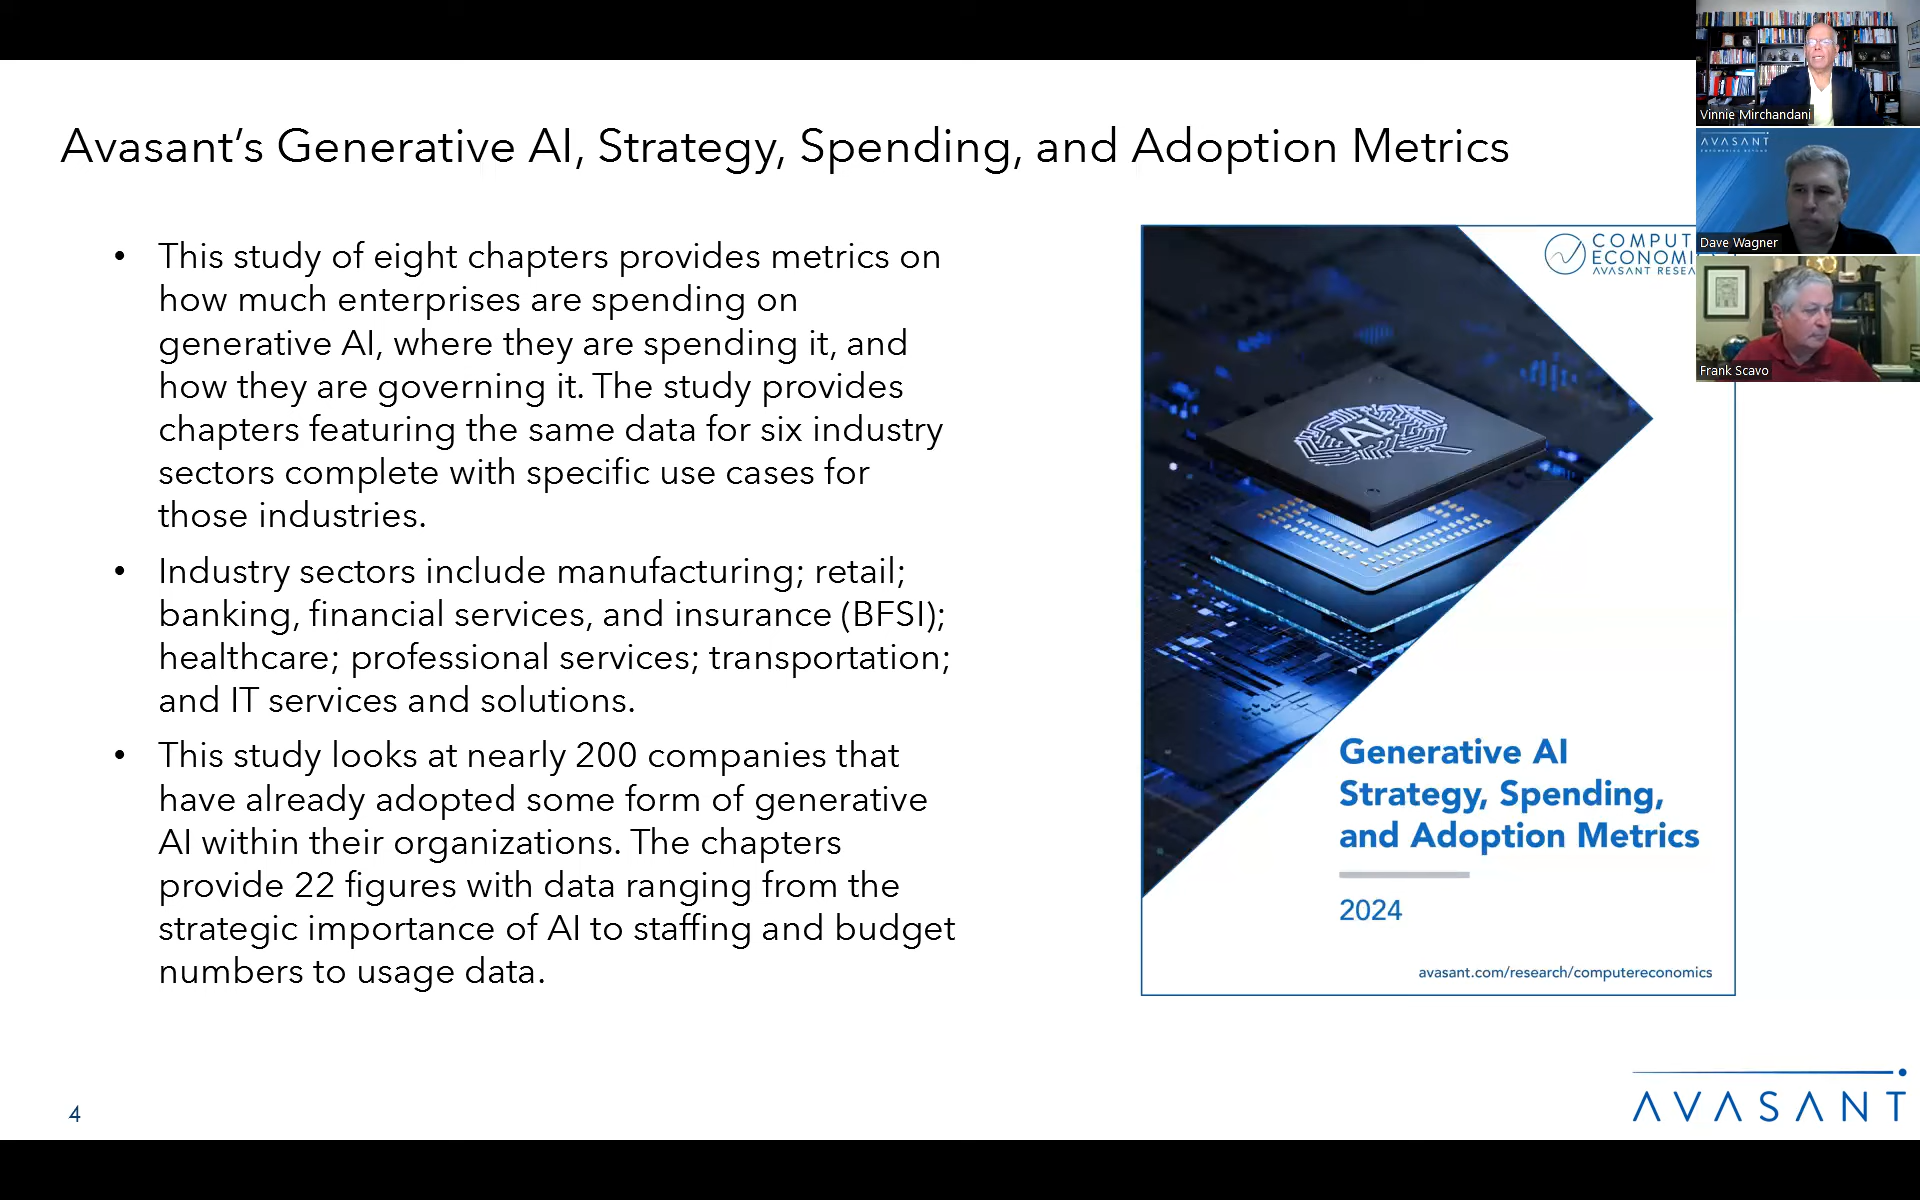 Avasant's Generative AI, Strategy, Spending, and Adoption Metrics
• This study of eight chapters provides metrics on
how much enterprises are spending on
generative AI, where they are spending it, and
how they are governing it. The study provides
chapters featuring the same data for six industry
sectors complete with specific use cases for
those industries.
• Industry sectors include manufacturing; retail;
banking, financial services, and insurance (BFSI);
healthcare; professional services; transportation;
and IT services and solutions.
• This study looks at nearly 200 companies that
have already adopted some form of generative
AI within their organizations. The chapters
provide 22 figures with data ranging from the
strategic importance of AI to staffing and budget
numbers to usage data.
COMPUT
ECONOMI
AVASANT RESEA
AI
Generative AI
Strategy, Spending,
and Adoption Metrics
2024
avasant.com/research/computereconomics
Vinnie Mirchandani
AVASANT
Dave Wagner
Frank Scavo
4
AVASANT